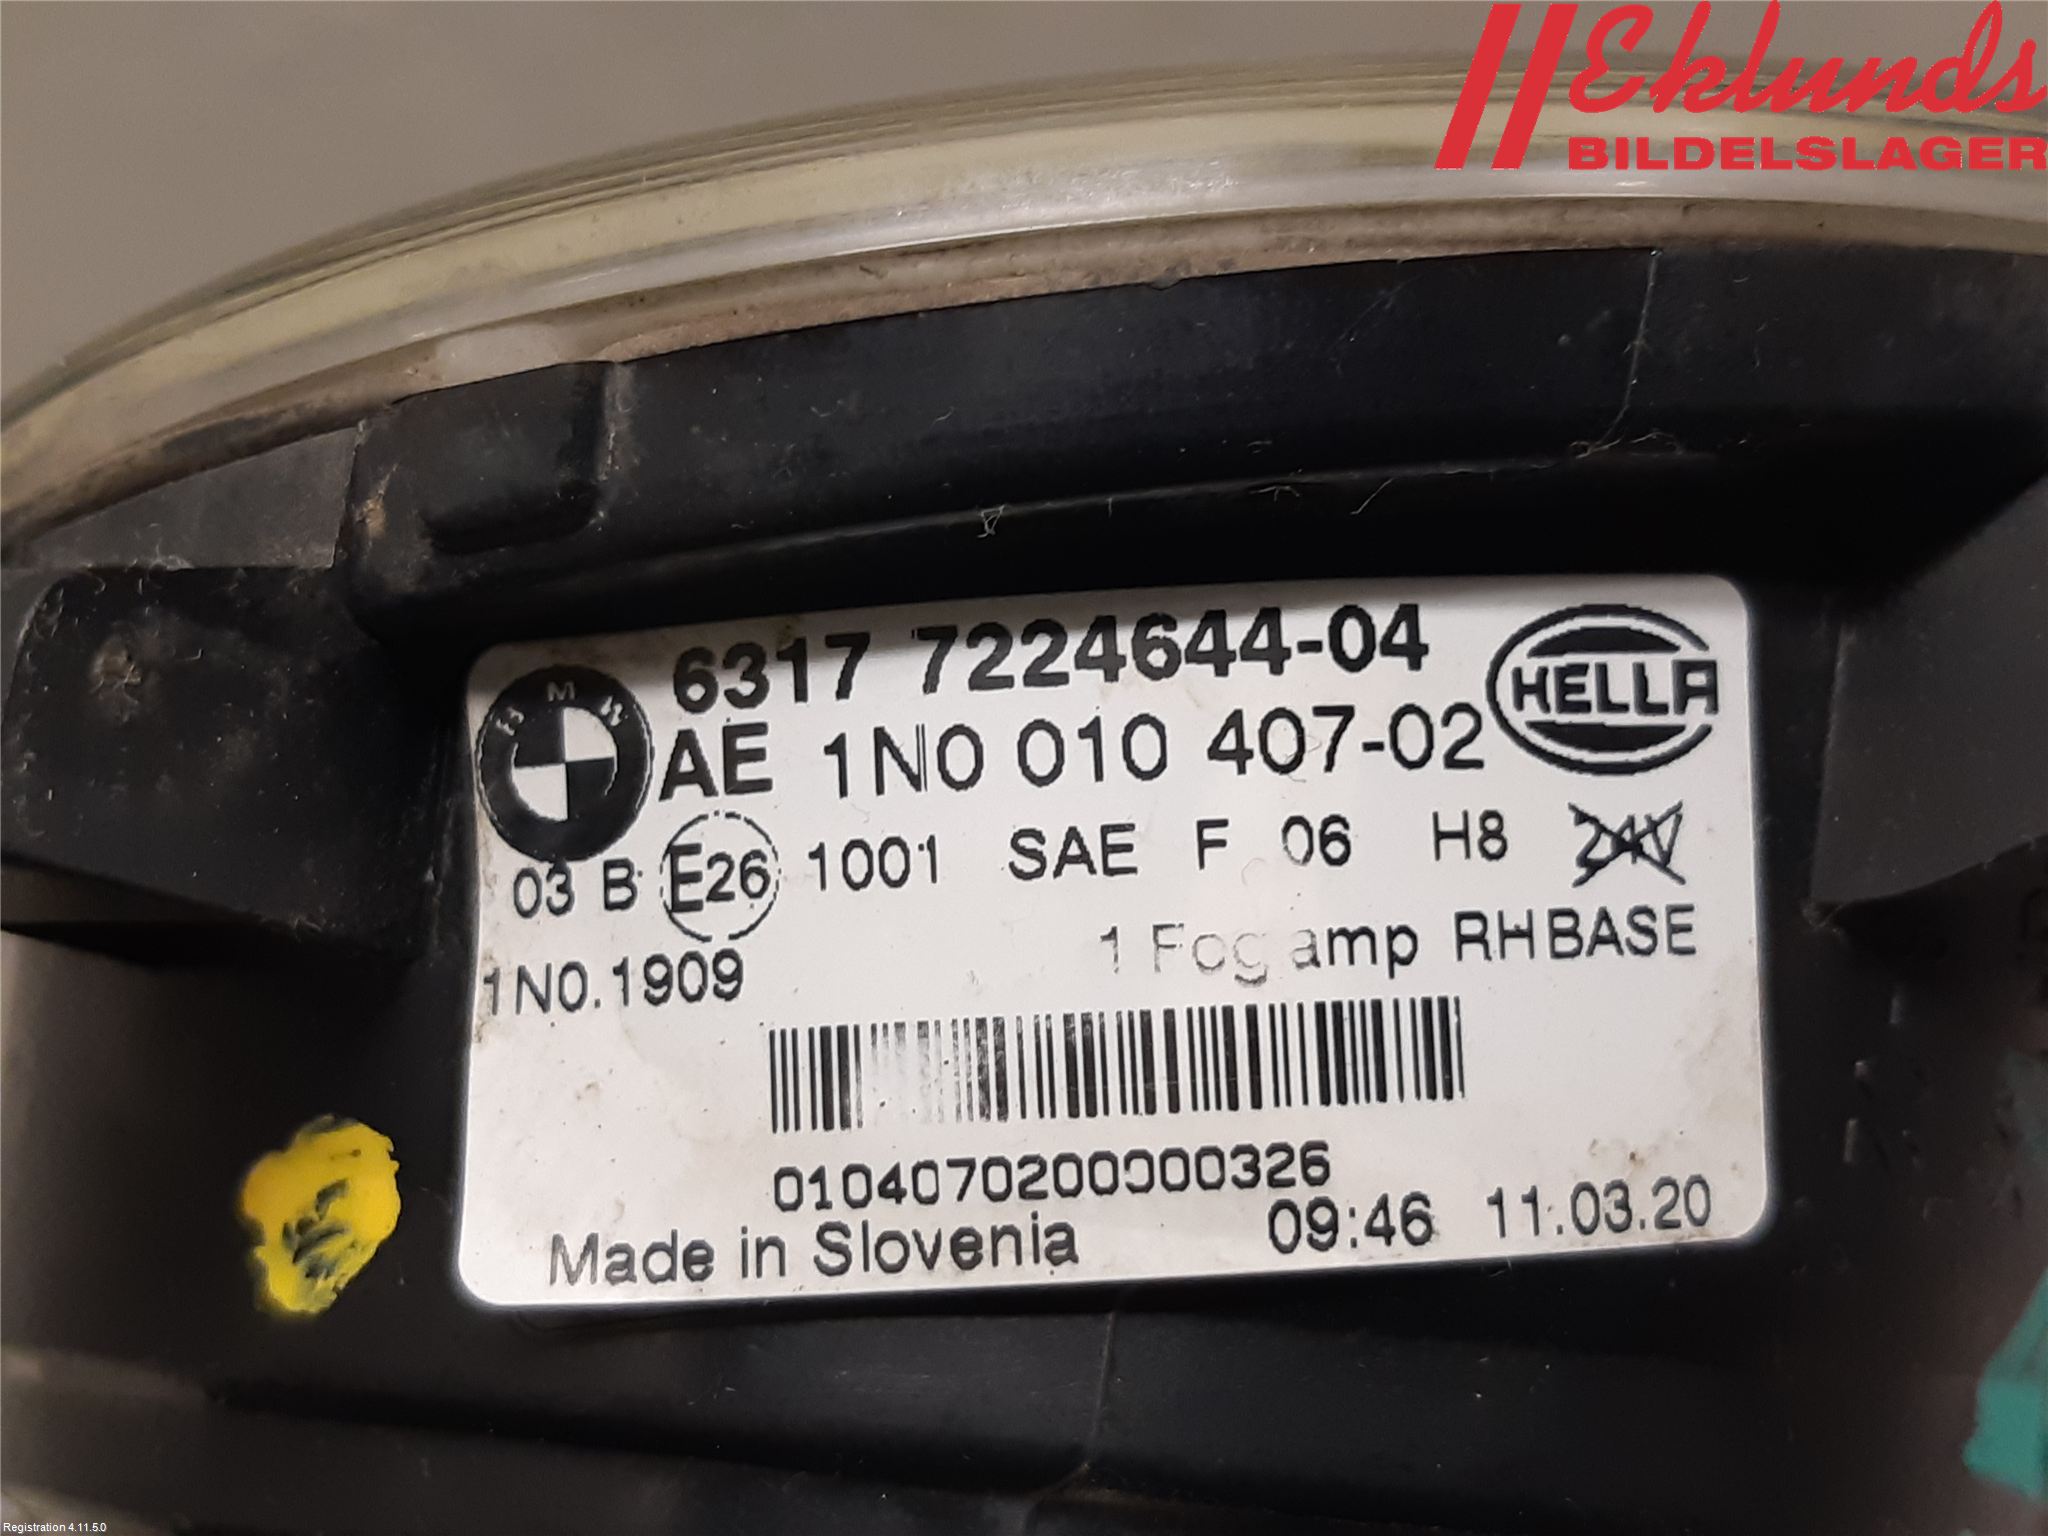 Eklunds
BILDELSLAGER
6317 7224644-04
BMW
AE 1N0 010 407-02
HELLA
03 B E26 1001 SAE F 06 H8 24V
1N0.1909
1 Fog amp RH BASE
0104070200000326
Made in Slovenia 09:46 11.03.20
Registration 4.11.5.0